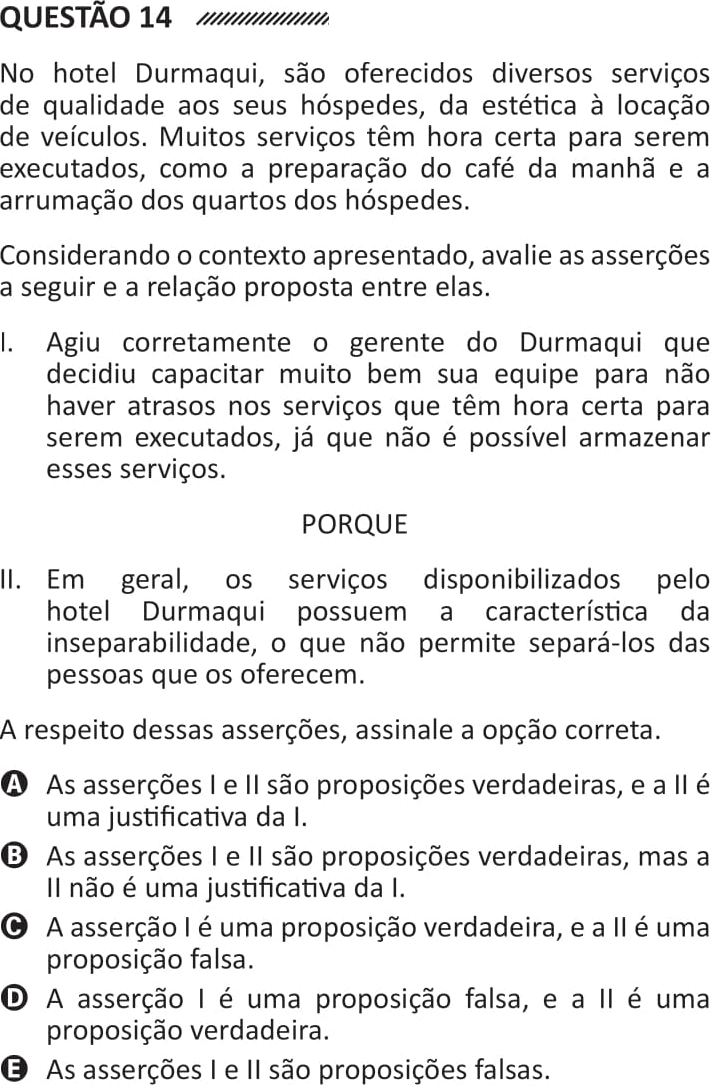 QUESTÃO 14
No hotel Durmaqui, são oferecidos diversos serviços
de qualidade aos seus hóspedes, da estética à locação
de veículos. Muitos serviços têm hora certa para serem
executados, como a preparação do café da manhã e a
arrumação dos quartos dos hóspedes.
Considerando o contexto apresentado, avalie as asserções
a seguir e a relação proposta entre elas.
I. Agiu corretamente o gerente do Durmaqui que
decidiu capacitar muito bem sua equipe para não
haver atrasos nos serviços que têm hora certa para
serem executados, já que não é possível armazenar
esses serviços.
PORQUE
II. Em geral, os serviços disponibilizados pelo
hotel Durmaqui possuem a característica da
inseparabilidade, o que não permite separá-los das
pessoas que os oferecem.
A respeito dessas asserções, assinale a opção correta.
A As asserções I e II são proposições verdadeiras, e a II é
uma justificativa da I.
B As asserções I e II são proposições verdadeiras, mas a
II não é uma justificativa da I.
C A asserção I é uma proposição verdadeira, e a II é uma
proposição falsa.
D A asserção I é uma proposição falsa, e a II é uma
proposição verdadeira.
E As asserções I e II são proposições falsas.